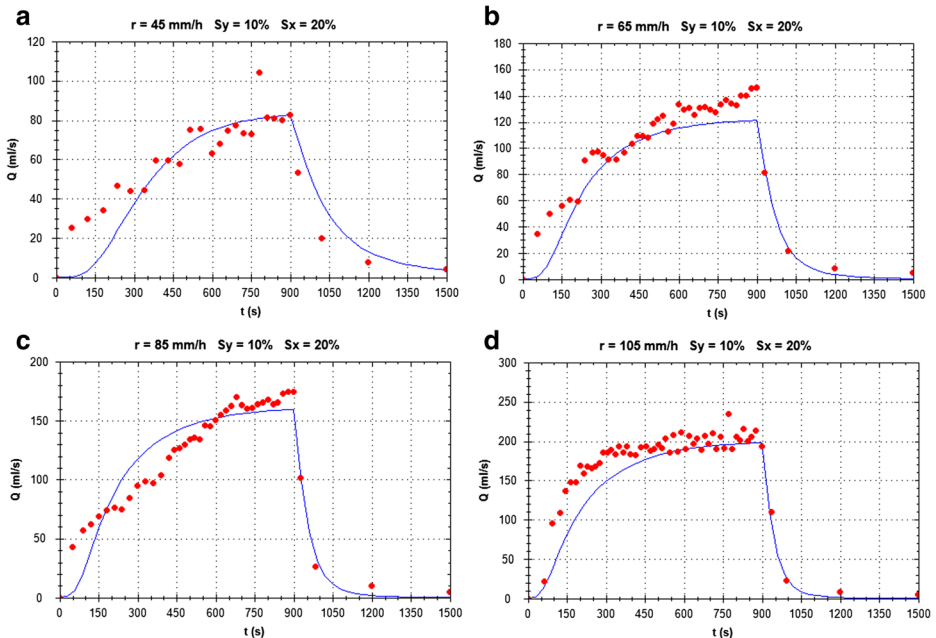 a
r = 45 mm/h Sy = 10% Sx = 20%
120
100
80
60
40
20
0
Q (ml/s)
0 150 300 450 600 750 900 1050 1200 1350 1500
t (s)
b
r = 65 mm/h Sy = 10% Sx = 20%
180
160
140
120
100
80
60
40
20
0
Q (ml/s)
0 150 300 450 600 750 900 1050 1200 1350 1500
t (s)
c
r = 85 mm/h Sy = 10% Sx = 20%
200
150
100
50
0
Q (ml/s)
0 150 300 450 600 750 900 1050 1200 1350 1500
t (s)
d
r = 105 mm/h Sy = 10% Sx = 20%
300
250
200
150
100
50
0
Q (ml/s)
0 150 300 450 600 750 900 1050 1200 1350 1500
t (s)